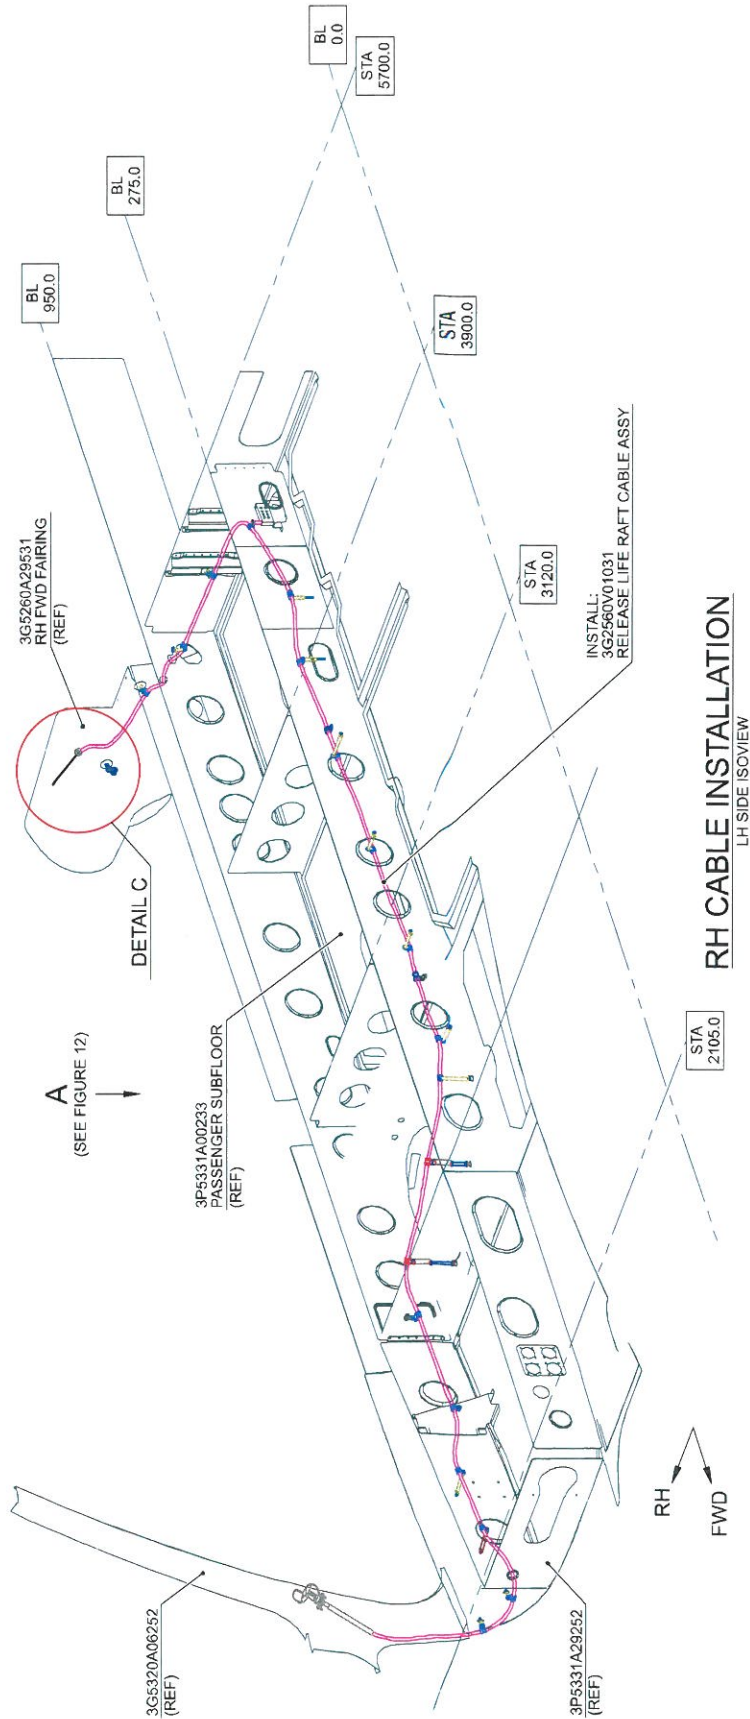 BL
0.0
STA
5700.0
BL
275.0
BL
950.0
STA
3900.0
3G5260A29531
RH FWD FAIRING
(REF)
STA
3120.0
INSTALL:
3G2560V01031
RELEASE LIFE RAFT CABLE ASSY
DETAIL C
A
(SEE FIGURE 12)
3P5331A00233
PASSENGER SUBFLOOR
(REF)
STA
2105.0
RH
FWD
3G5320A06252
(REF)
3P5331A29252
(REF)
RH CABLE INSTALLATION
LH SIDE ISOVIEW